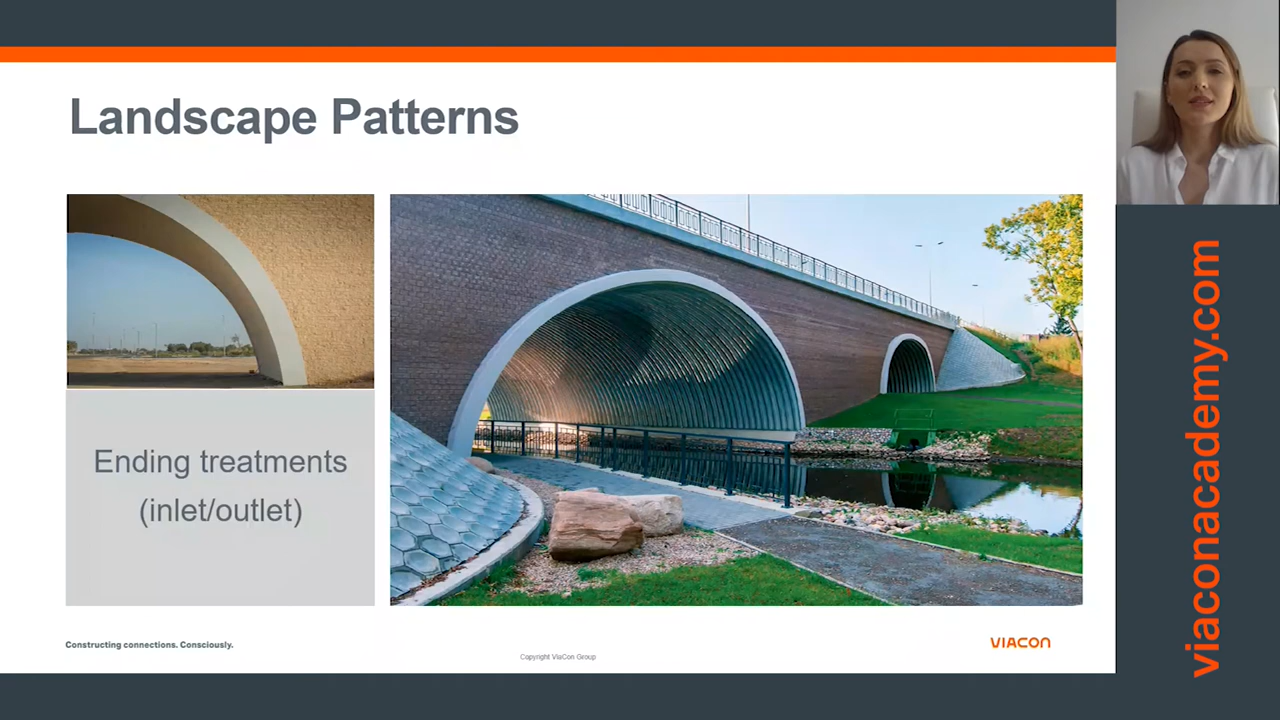 Landscape Patterns
Ending treatments
(inlet/outlet)
Constructing connections. Consciously.
Copyright ViaCon Group
VIACON
viaconacademy.com